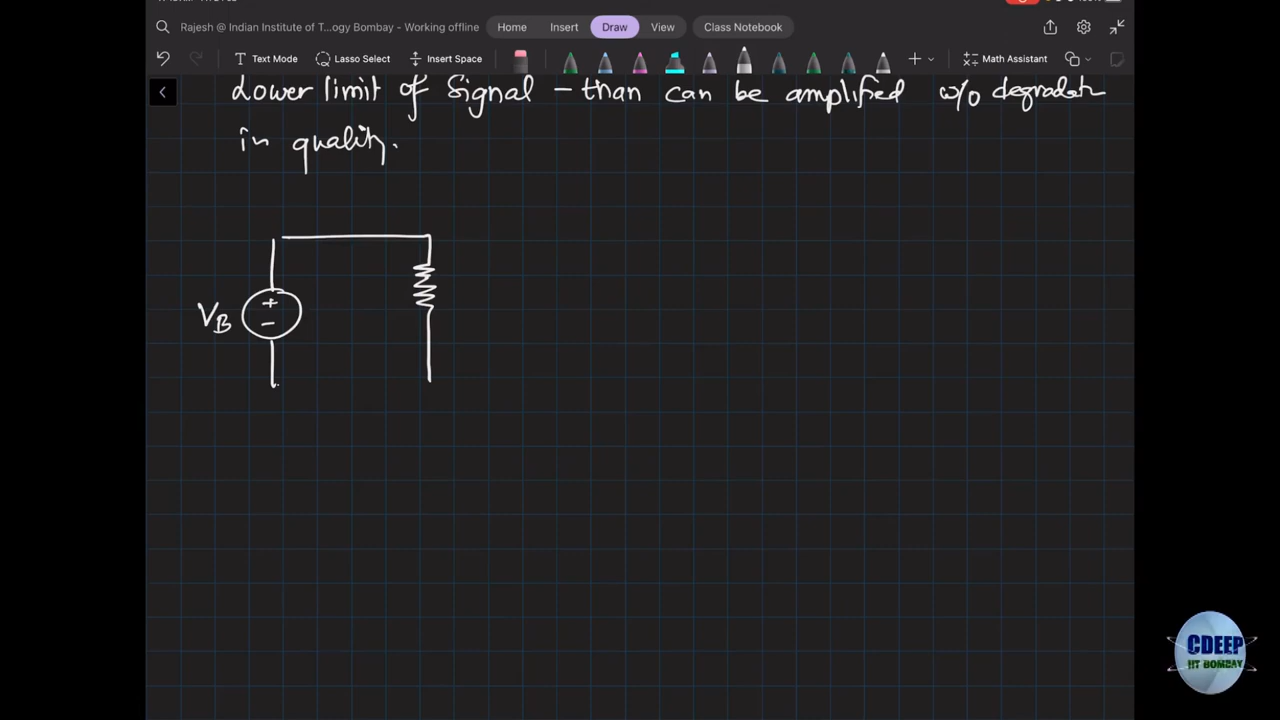 Rajesh @ Indian Institute of T...ogy Bombay - Working offline
Home Insert Draw View Class Notebook
Text Mode Lasso Select Insert Space Math Assistant
Lower limit of Signal - than can be amplified w/o
in quality.
+
VB
-
CDEEP
IIT BOMBAY